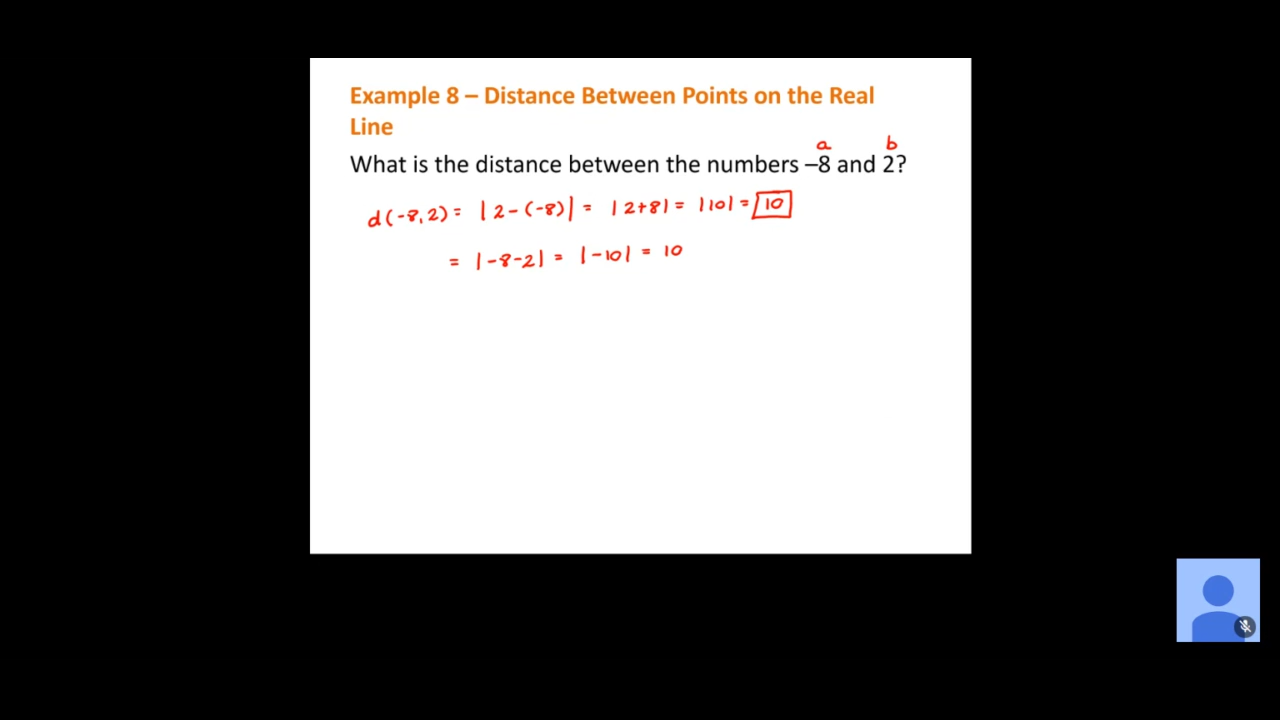 Example 8 – Distance Between Points on the Real
Line
a b
What is the distance between the numbers –8 and 2?
d(-8,2) = |2-(-8)| = |2+8| = |10| = 10
= |-8-2| = |-10| = 10